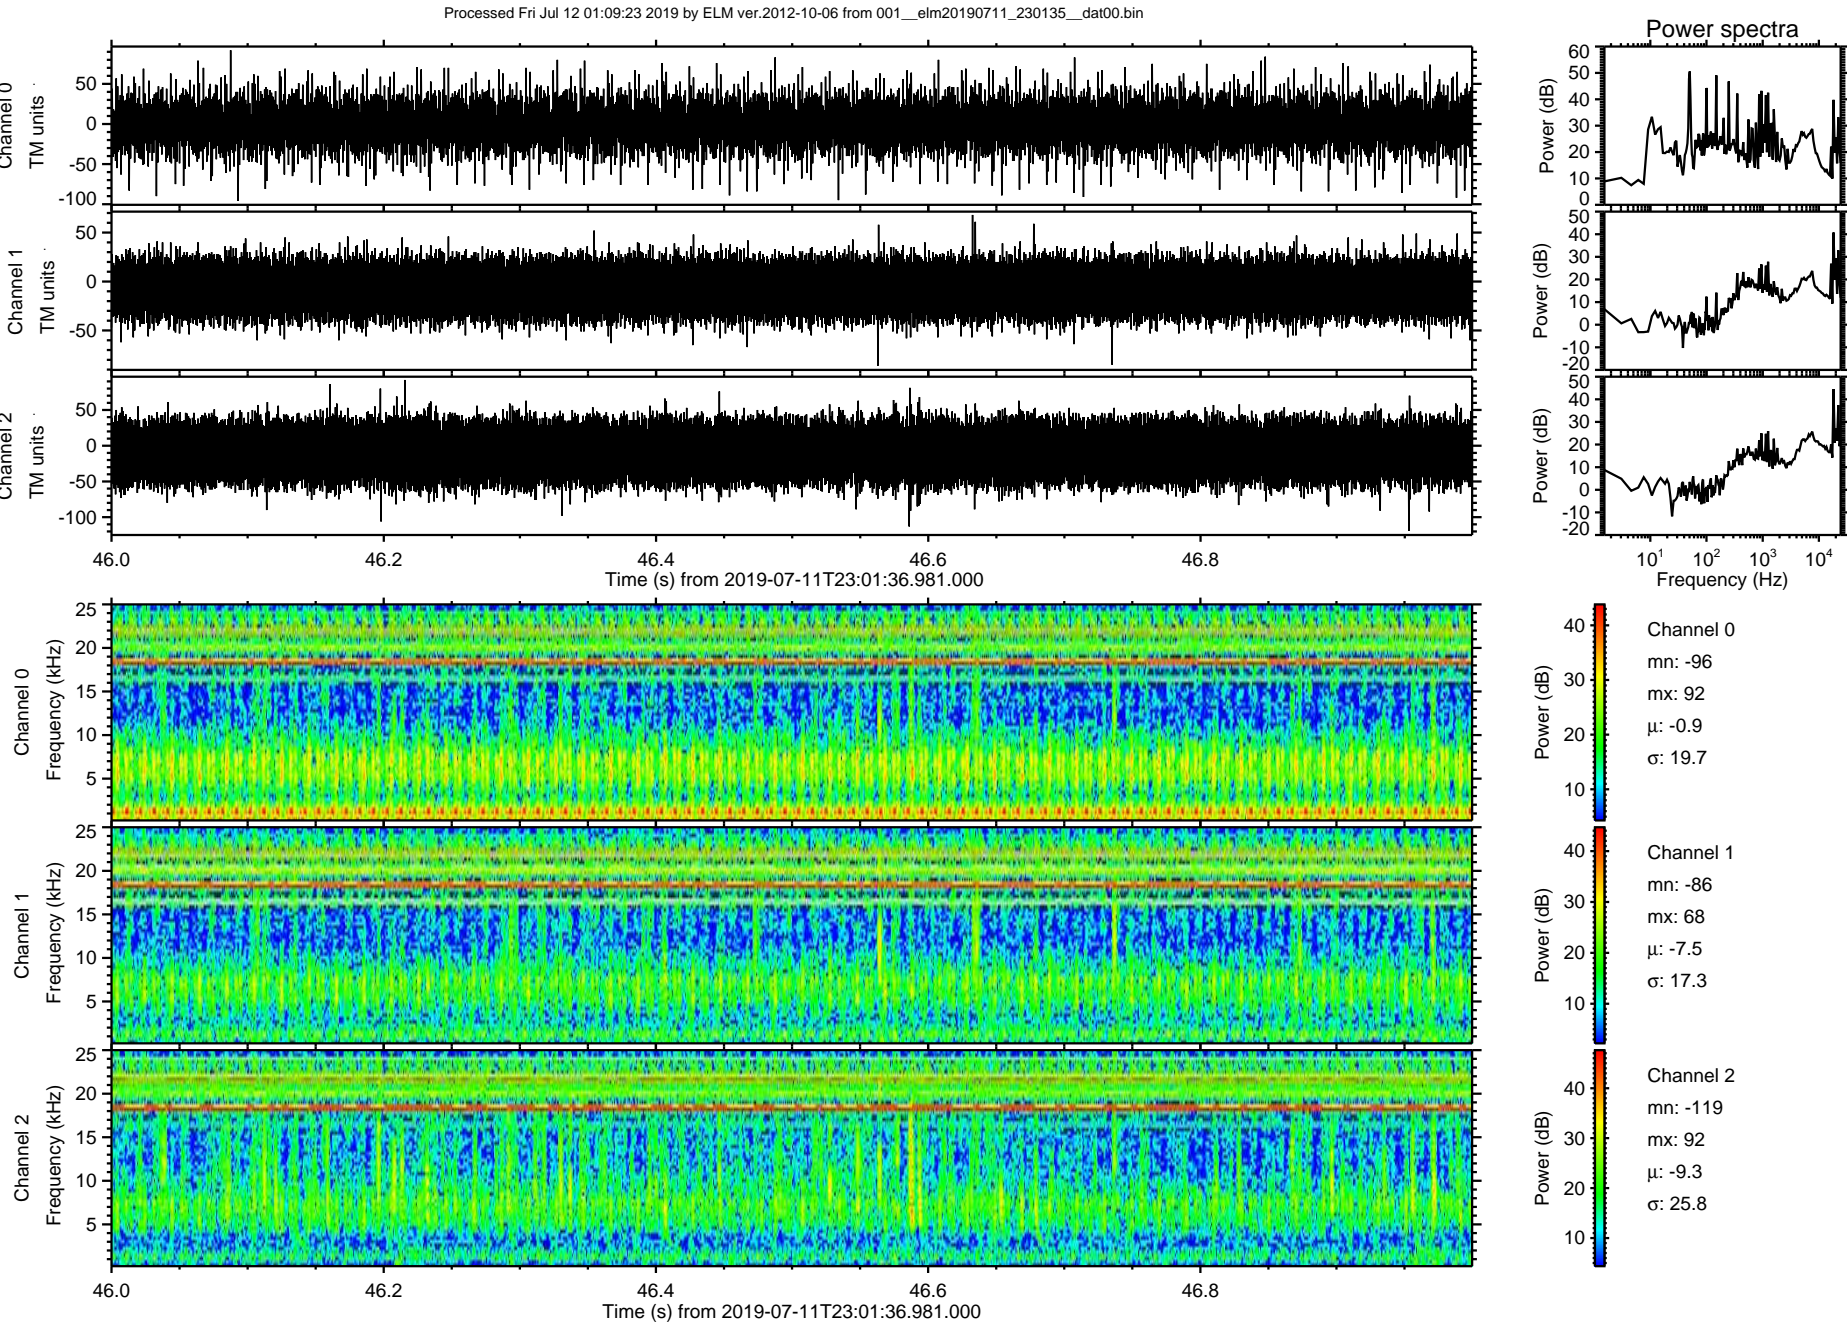 Processed Fri Jul 12 01:09:23 2019 by ELM ver.2012-10-06 from 001__elm20190711_230135__dat00.bin
Power spectra
Channel 0
TM units
50
0
-50
-100
Power (dB)
60
50
40
30
20
10
0
Channel 1
TM units
50
0
-50
Power (dB)
50
40
30
20
10
0
-10
-20
Channel 2
TM units
50
0
-50
-100
Power (dB)
50
40
30
20
10
0
-10
-20
46.0 46.2 46.4 46.6 46.8
Time (s) from 2019-07-11T23:01:36.981.000
10^1 10^2 10^3 10^4
Frequency (Hz)
Channel 0
Frequency (kHz)
25
20
15
10
5
Power (dB)
40
30
20
10
Channel 0
mn: -96
mx: 92
μ: -0.9
σ: 19.7
Channel 1
Frequency (kHz)
25
20
15
10
5
Power (dB)
40
30
20
10
Channel 1
mn: -86
mx: 68
μ: -7.5
σ: 17.3
Channel 2
Frequency (kHz)
25
20
15
10
5
Power (dB)
40
30
20
10
Channel 2
mn: -119
mx: 92
μ: -9.3
σ: 25.8
46.0 46.2 46.4 46.6 46.8
Time (s) from 2019-07-11T23:01:36.981.000